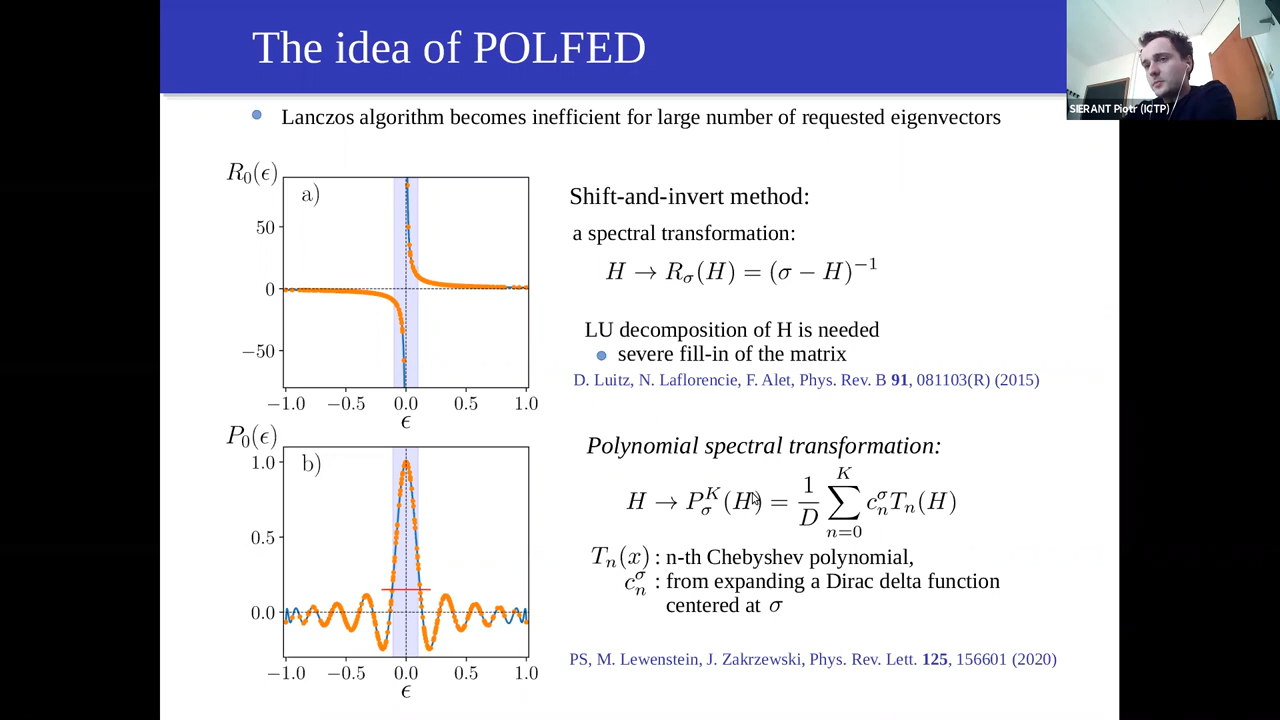 The idea of POLFED
SIERANT Piotr (ICTP)
Lanczos algorithm becomes inefficient for large number of requested eigenvectors
R₀(ϵ)
a)
50
0
−50
−1.0 −0.5 0.0 0.5 1.0
ϵ
Shift-and-invert method:
a spectral transformation:
H → R_σ(H) = (σ − H)^{−1}
LU decomposition of H is needed
severe fill-in of the matrix
D. Luitz, N. Laflorencie, F. Alet, Phys. Rev. B 91, 081103(R) (2015)
P₀(ϵ)
b)
1.0
0.5
0.0
−1.0 −0.5 0.0 0.5 1.0
ϵ
Polynomial spectral transformation:
H → P_σ^K(H) = \frac{1}{D} \sum_{n=0}^{K} c_n^σ T_n(H)
T_n(x) : n-th Chebyshev polynomial,
c_n^σ : from expanding a Dirac delta function
centered at σ
PS, M. Lewenstein, J. Zakrzewski, Phys. Rev. Lett. 125, 156601 (2020)